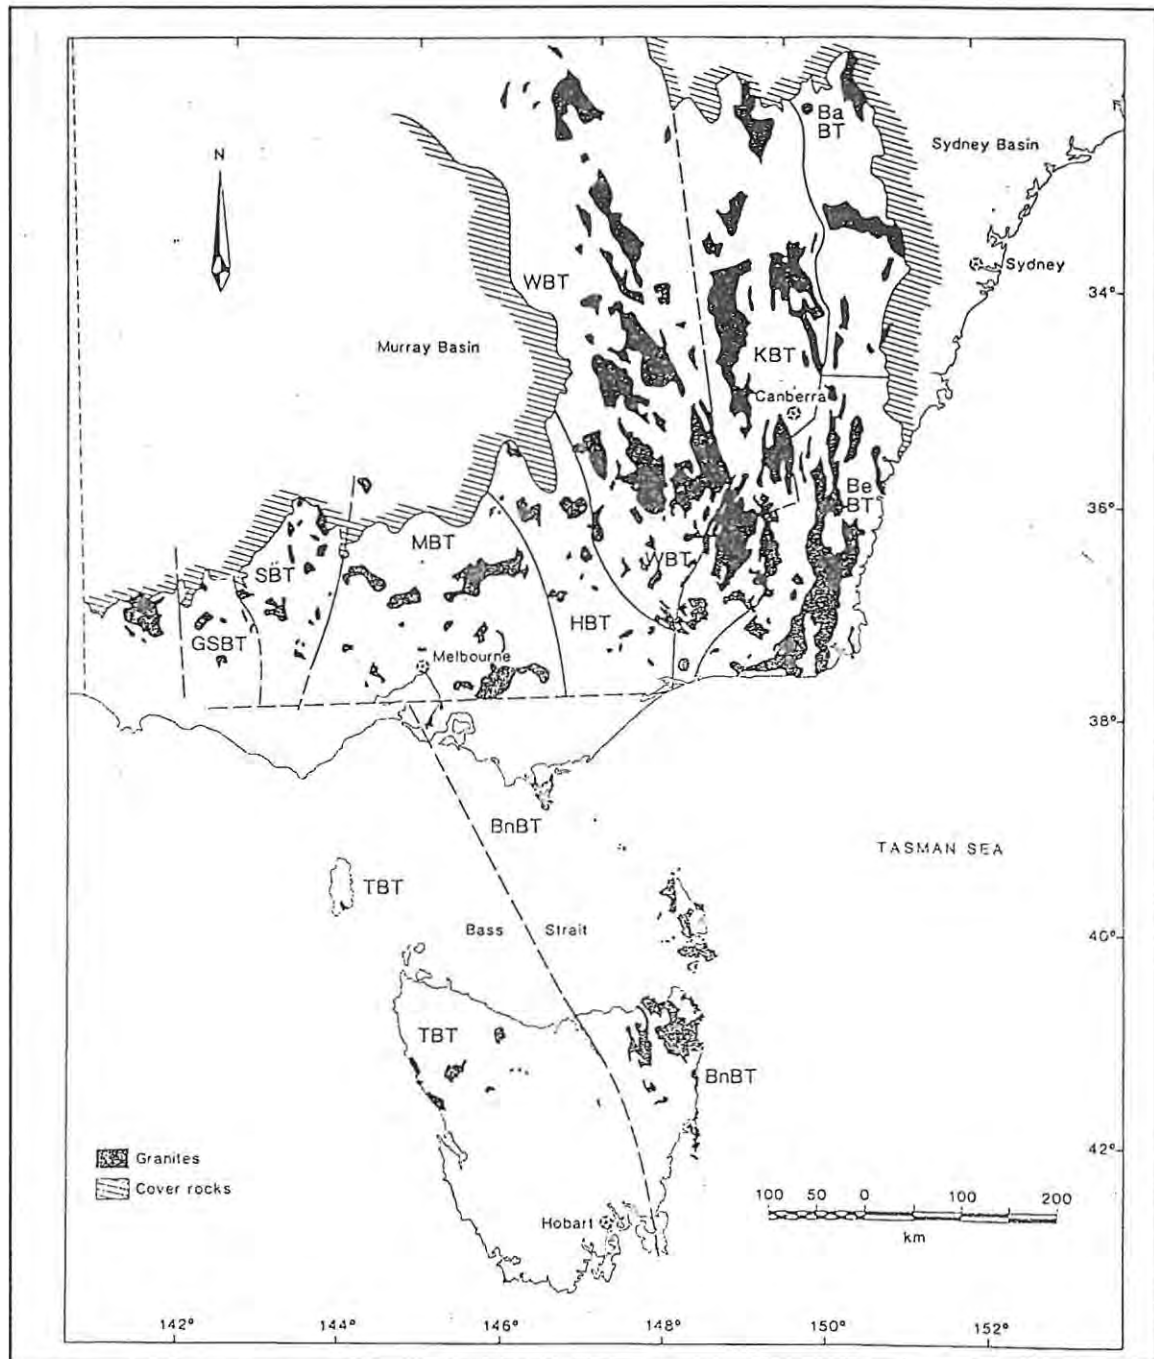 Ba
BT
Sydney Basin
N
Sydney
WBT
34°
Murray Basin
KBT
Canberra
Be
BT
36°
MBT
SBT
WBT
HBT
GSBT
Melbourne
38°
BnBT
TASMAN SEA
TBT
Bass Strait
40°
TBT
BnBT
42°
Granites
Cover rocks
100 50 0 100 200
km
Hobart
142° 144° 146° 148° 150° 152°